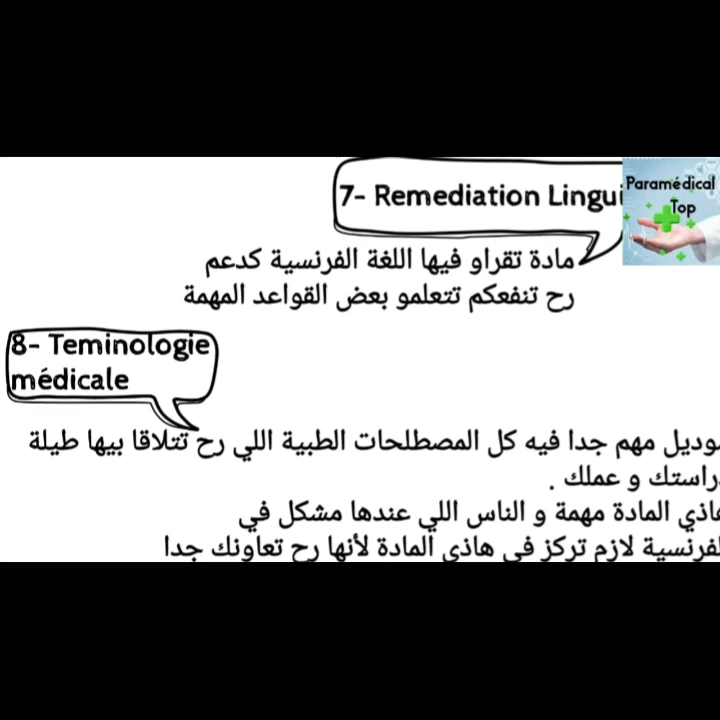 7- Remediation Lingui
Paramédical
Top
مادة تقراو فيها اللغة الفرنسية كدعم
رح تنفعكم تتعلمو بعض القواعد المهمة
8- Teminologie
médicale
مهم جدا فيه كل المصطلحات الطبية اللي رح تتلاقا بيها طيلة
و عملك .
المادة مهمة و الناس اللي عندها مشكل في
لازم تركز في هاذي المادة لأنها رح تعاونك جدا